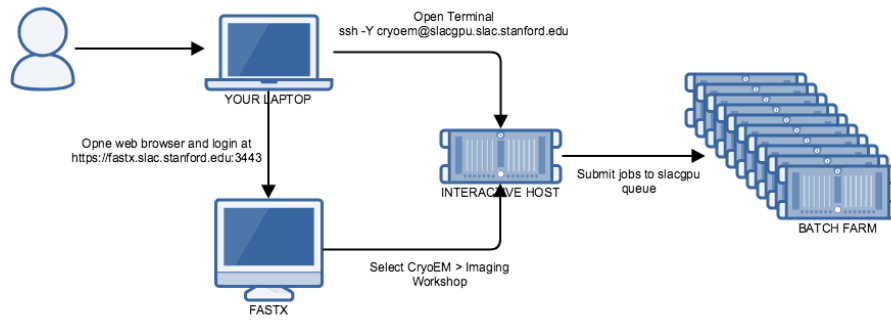 Open Terminal
ssh -Y cryoem@slacgpu.slac.stanford.edu
YOUR LAPTOP
Opne web browser and login at
https://fastx.slac.stanford.edu:3443
INTERACTIVE HOST
Submit jobs to slacgpu
queue
BATCH FARM
Select CryoEM > Imaging
Workshop
FASTX